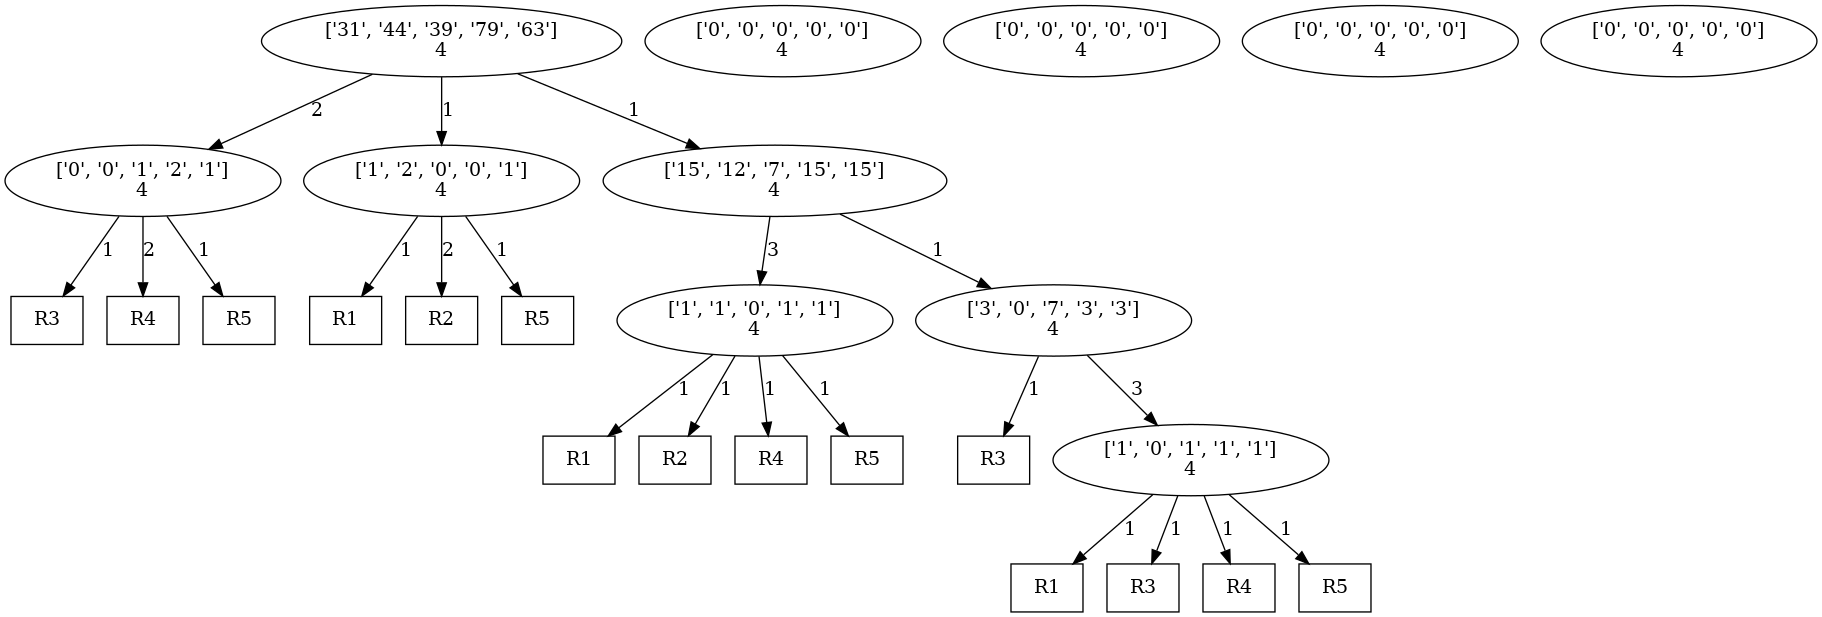 ['31', '44', '39', '79', '63']
4
['0', '0', '0', '0', '0']
4
['0', '0', '0', '0', '0']
4
['0', '0', '0', '0', '0']
4
['0', '0', '0', '0', '0']
4
2
1
1
['0', '0', '1', '2', '1']
4
['1', '2', '0', '0', '1']
4
['15', '12', '7', '15', '15']
4
1
2
1
1
2
1
3
1
R3
R4
R5
R1
R2
R5
['1', '1', '0', '1', '1']
4
['3', '0', '7', '3', '3']
4
1
1
1
1
1
3
R1
R2
R4
R5
R3
['1', '0', '1', '1', '1']
4
1
1
1
1
R1
R3
R4
R5